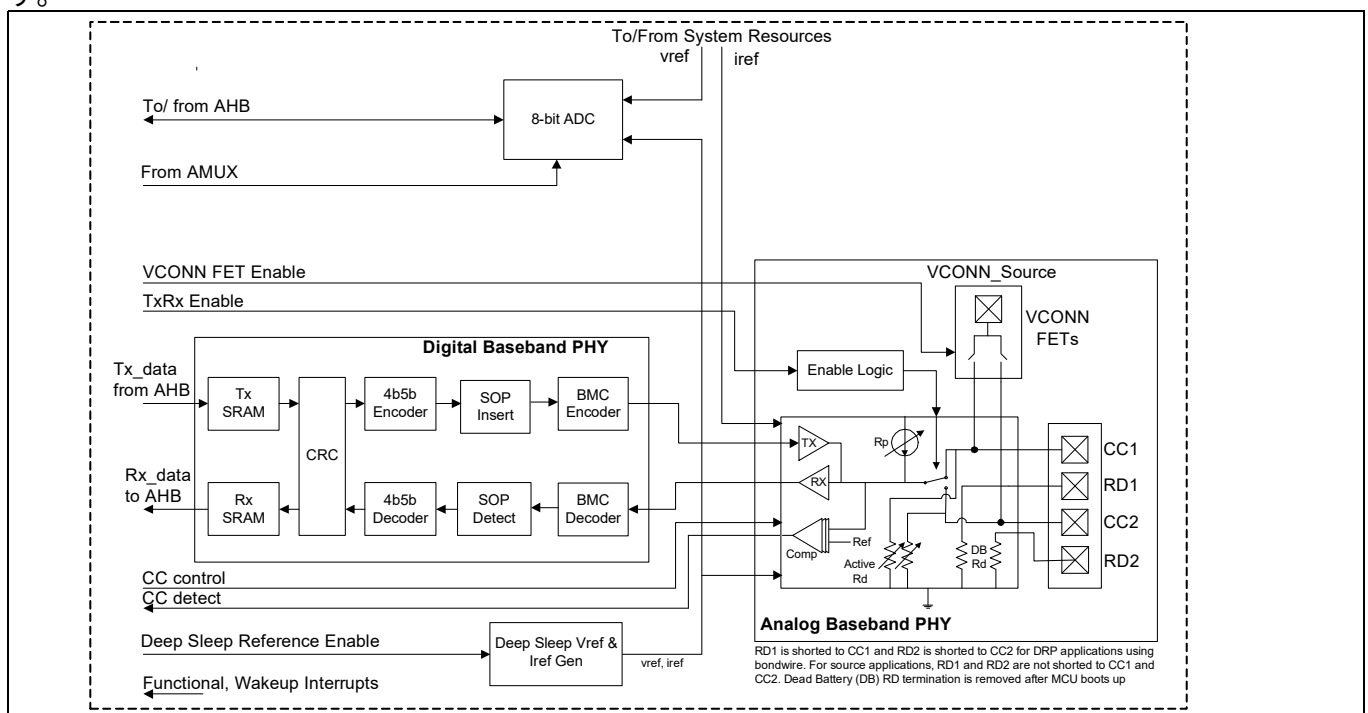 す。
To/From System Resources
vref
iref
To/ from AHB
8-bit ADC
From AMUX
VCONN FET Enable
VCONN_Source
TxRx Enable
VCONN
FETs
Digital Baseband PHY
Enable Logic
Tx_data
from AHB
Tx
SRAM
CRC
4b5b
Encoder
SOP
Insert
BMC
Encoder
TX
Rp
CC1
Rx_data
to AHB
Rx
SRAM
4b5b
Decoder
SOP
Detect
BMC
Decoder
RX
RD1
CC2
Comp
Ref
Active
Rd
DB
Rd
RD2
CC control
CC detect
Analog Baseband PHY
Deep Sleep Reference Enable
Deep Sleep Vref &
Iref Gen
vref, iref
Functional, Wakeup Interrupts
RD1 is shorted to CC1 and RD2 is shorted to CC2 for DRP applications using
bondwire. For source applications, RD1 and RD2 are not shorted to CC1 and
CC2. Dead Battery (DB) RD termination is removed after MCU boots up